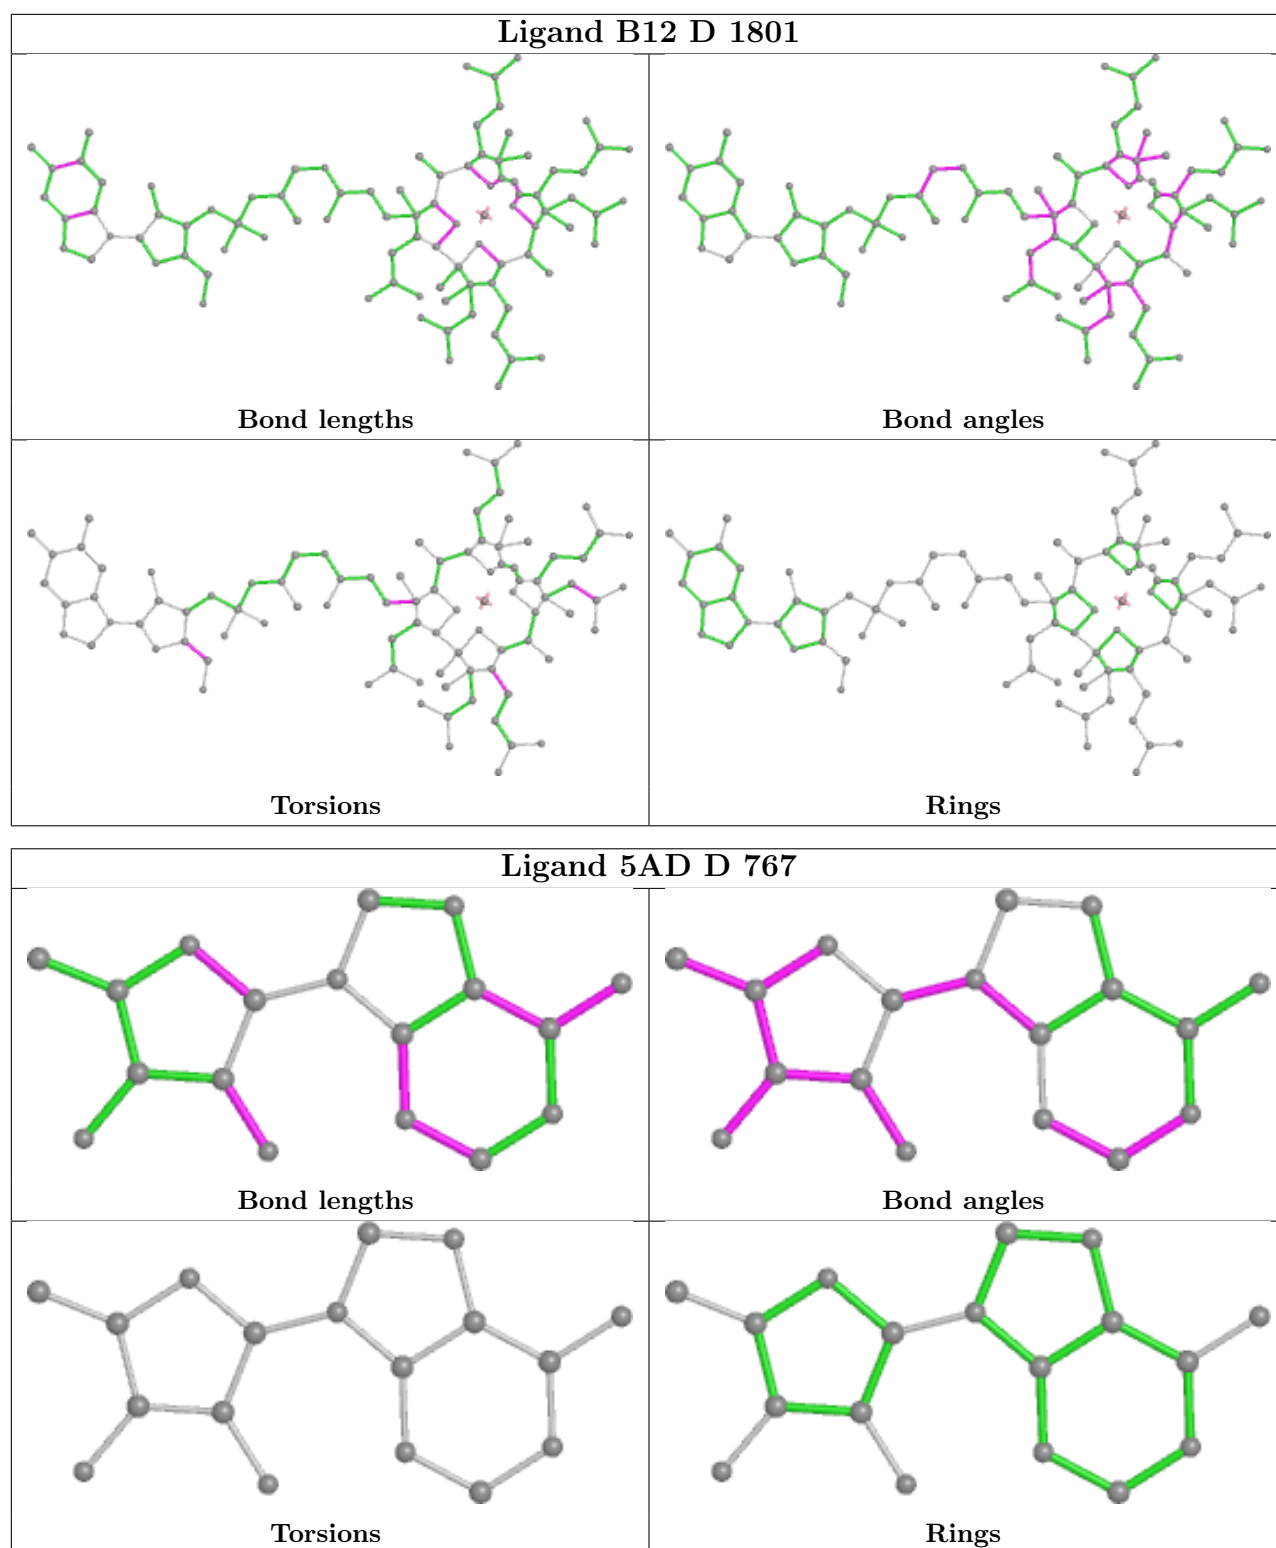 Ligand B12 D 1801
Bond lengths
Bond angles
Torsions
Rings
Ligand 5AD D 767
Bond lengths
Bond angles
Torsions
Rings